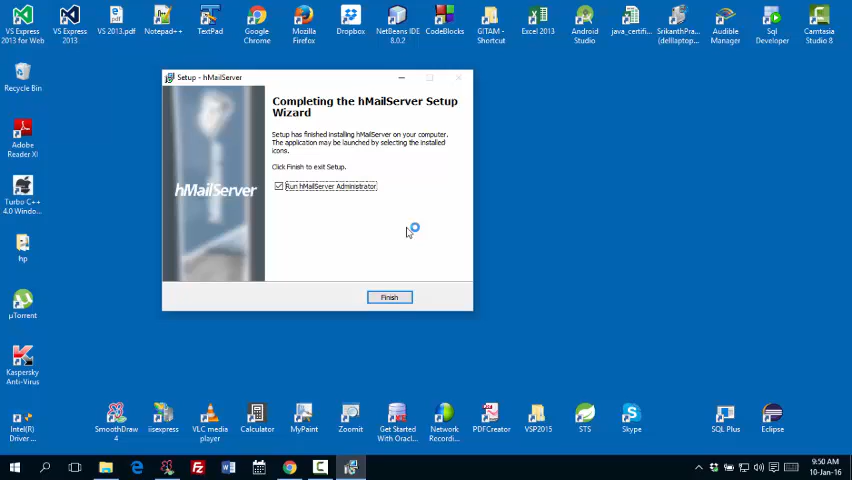 VS Express
2013 for Web
VS Express
2013
VS 2013.pdf
Notepad++
TextPad
Google
Chrome
Mozilla
Firefox
Dropbox
NetBeans IDE
8.0.2
CodeBlocks
GITAM -
Shortcut
Excel 2013
Android
Studio
java_certifi...
SrikanthPra...
(delllaptop...
Audible
Manager
Sql
Developer
Camtasia
Studio 8
Recycle Bin
Adobe
Reader XI
Turbo C++
4.0 Windo...
hp
µTorrent
Kaspersky
Anti-Virus
Setup - hMailServer
Completing the hMailServer Setup
Wizard
Setup has finished installing hMailServer on your computer.
The application may be launched by selecting the installed
icons.
Click Finish to exit Setup.
Run hMailServer Administrator
hMailServer
Finish
Intel(R)
Driver ...
SmoothDraw
4
iisexpress
VLC media
player
Calculator
MyPaint
Zoomit
Get Started
With Oracl...
Network
Recordi...
PDFCreator
VSP2015
STS
Skype
SQL Plus
Eclipse
9:50 AM
10-Jan-16